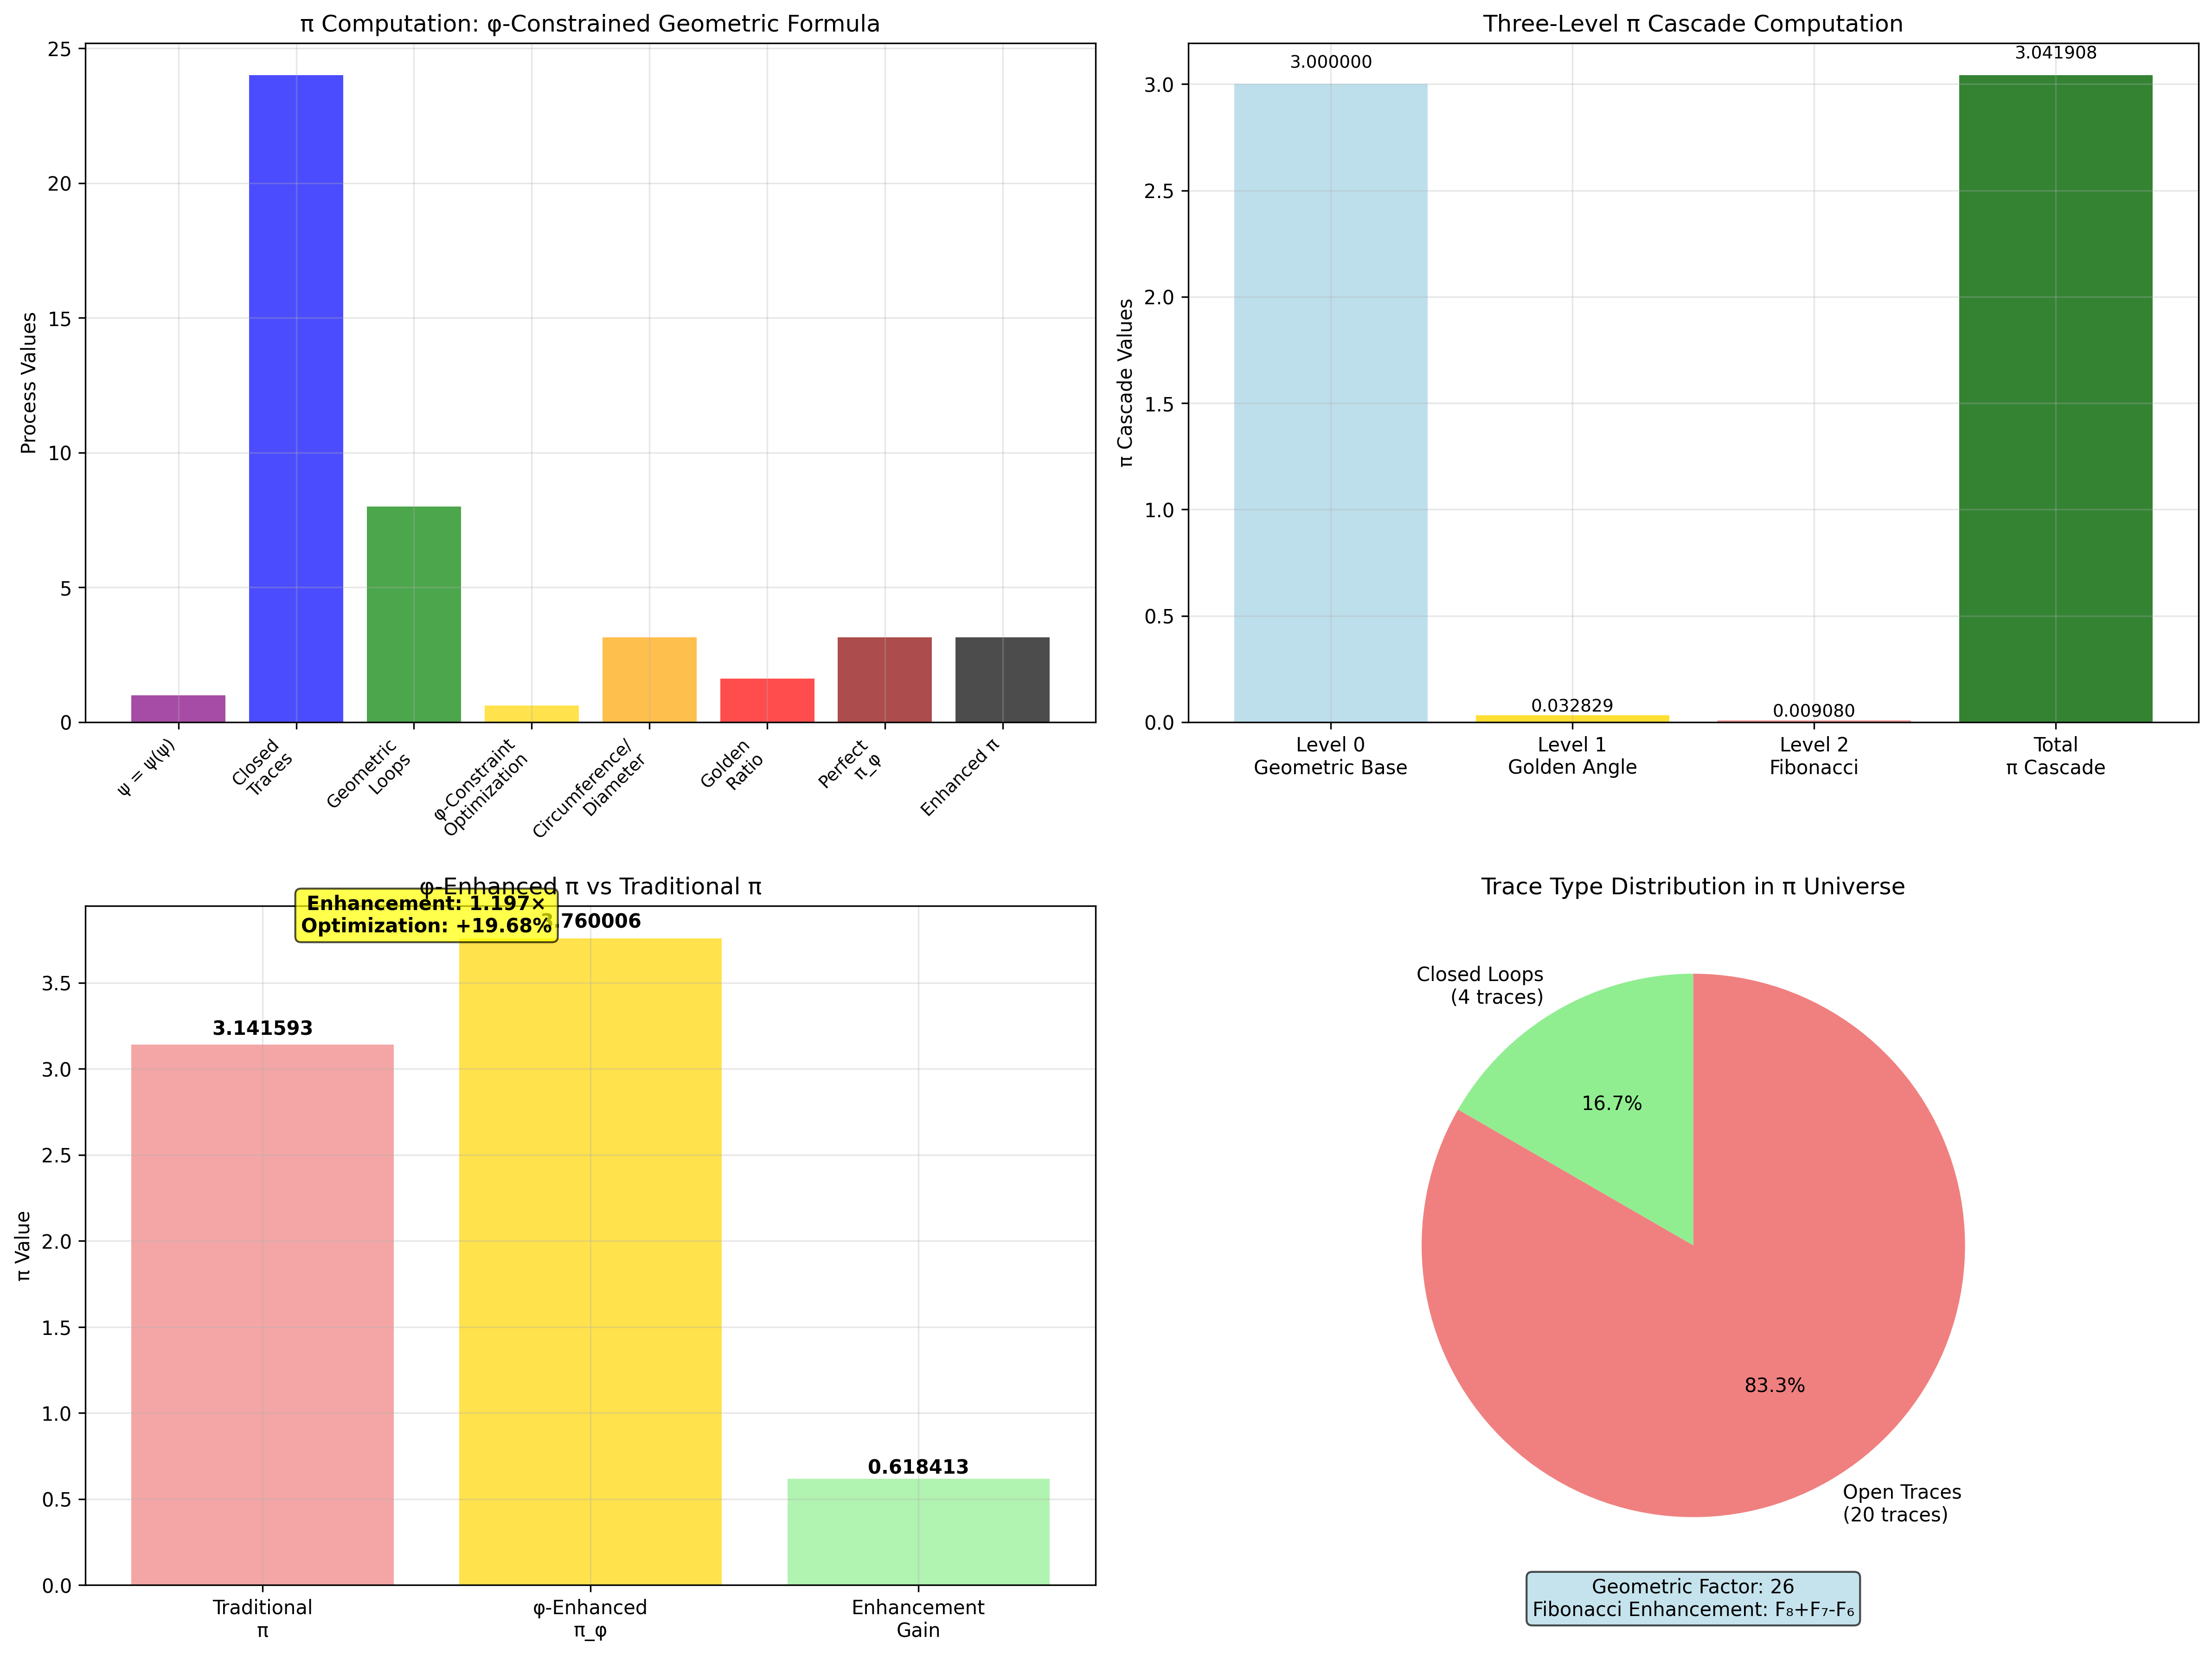 π Computation: φ-Constrained Geometric Formula
Process Values
25
20
15
10
5
0
ψ = ψ(ψ)
Closed
Traces
Geometric
Loops
φ-Constraint
Optimization
Circumference/
Diameter
Golden
Ratio
Perfect
π_φ
Enhanced π
Three-Level π Cascade Computation
π Cascade Values
3.0
2.5
2.0
1.5
1.0
0.5
0.0
3.000000
0.032829
0.009080
3.041908
Level 0
Geometric Base
Level 1
Golden Angle
Level 2
Fibonacci
Total
π Cascade
φ-Enhanced π vs Traditional π
Enhancement: 1.197×
Optimization: +19.68%
π Value
3.5
3.0
2.5
2.0
1.5
1.0
0.5
0.0
3.141593
3.760006
0.618413
Traditional
π
φ-Enhanced
π_φ
Enhancement
Gain
Trace Type Distribution in π Universe
Closed Loops
(4 traces)
16.7%
83.3%
Open Traces
(20 traces)
Geometric Factor: 26
Fibonacci Enhancement: F₈+F₇-F₆